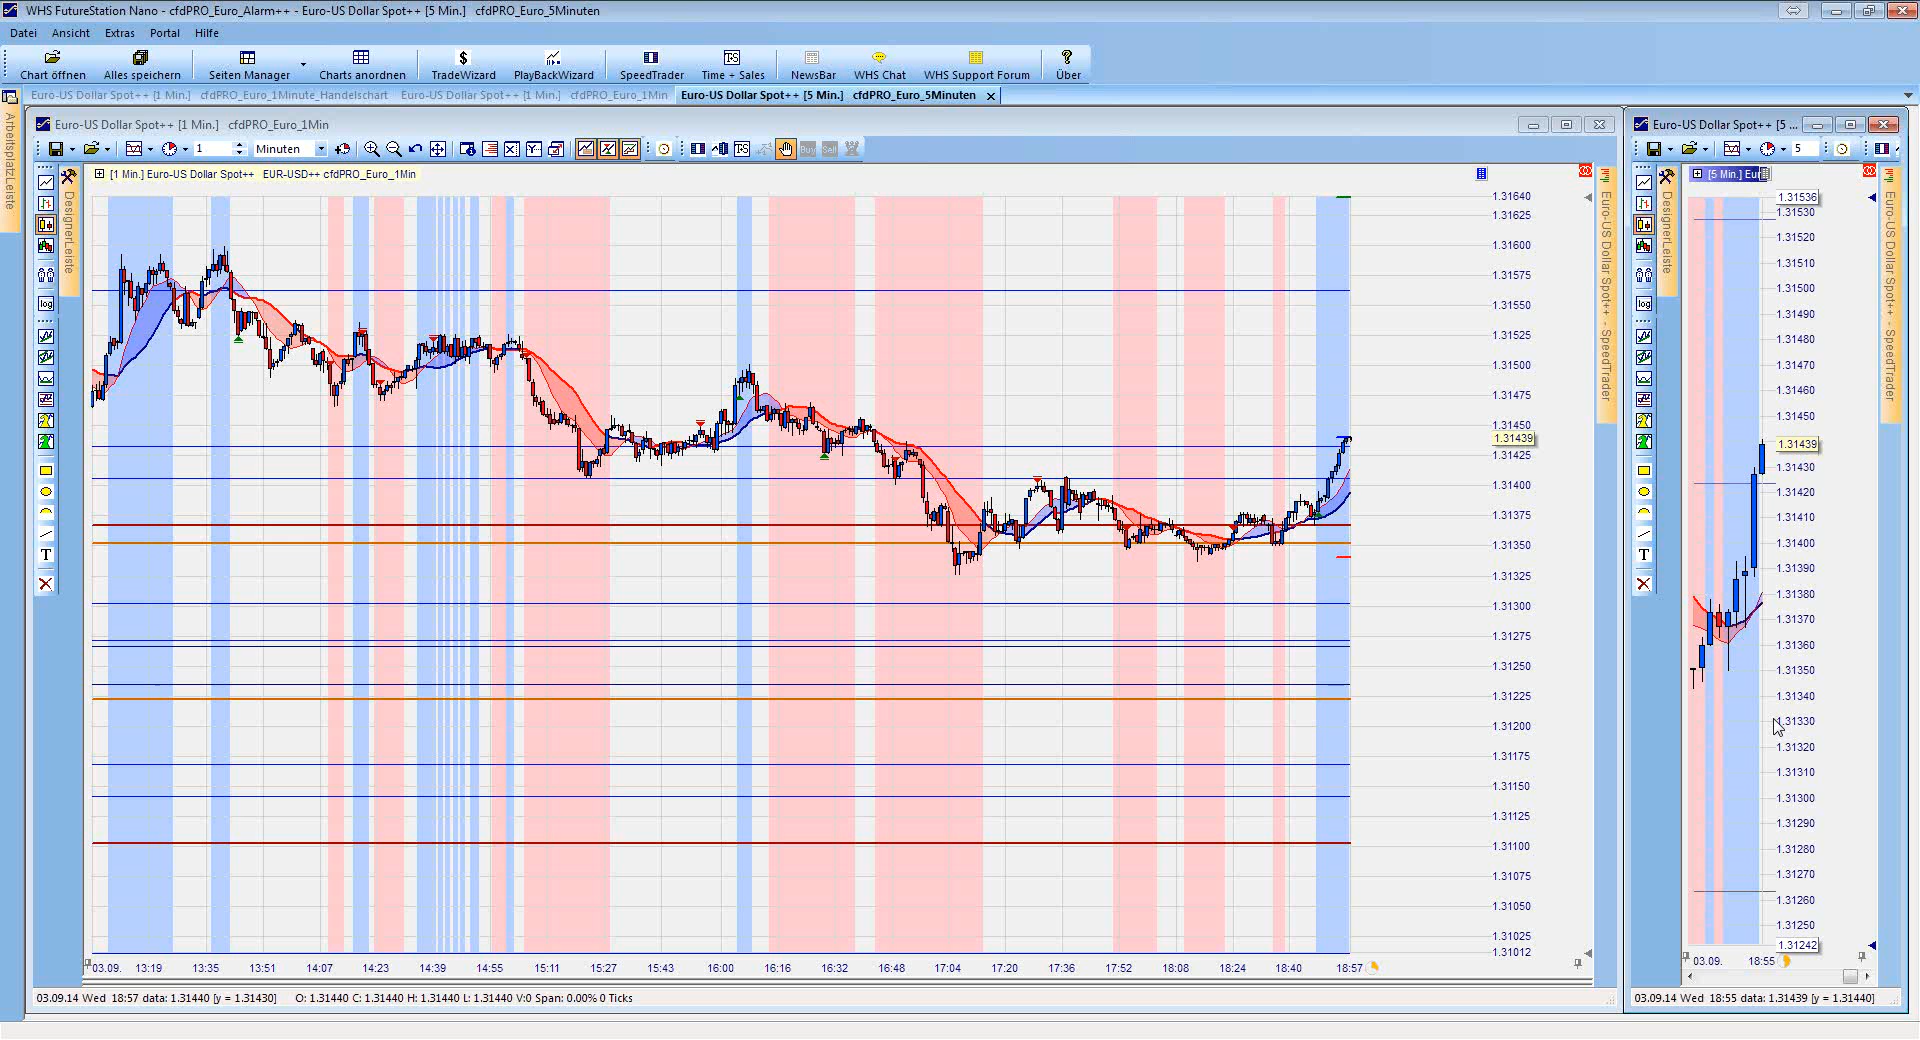 WHS FutureStation Nano - cfdPRO_Euro_Alarm++ - Euro-US Dollar Spot++ [5 Min.] cfdPRO_Euro_5Minuten
Datei Ansicht Extras Portal Hilfe
Chart öffnen Alles speichern Seiten Manager Charts anordnen TradeWizard PlayBackWizard SpeedTrader Time + Sales NewsBar WHS Chat WHS Support Forum Über
Euro-US Dollar Spot++ [1 Min.] cfdPRO_Euro_1Minute_Handelschart Euro-US Dollar Spot++ [1 Min.] cfdPRO_Euro_1Min Euro-US Dollar Spot++ [5 Min.] cfdPRO_Euro_5Minuten
ArbeitsplatzLeiste
Euro-US Dollar Spot++ [1 Min.] cfdPRO_Euro_1Min
1 Minuten
Buy Sell
DesignerLeiste
log
T
[1 Min.] Euro-US Dollar Spot++ EUR-USD++ cfdPRO_Euro_1Min
1.31640
1.31625
1.31600
1.31575
1.31550
1.31525
1.31500
1.31475
1.31450
1.31439
1.31425
1.31400
1.31375
1.31350
1.31325
1.31300
1.31275
1.31250
1.31225
1.31200
1.31175
1.31150
1.31125
1.31100
1.31075
1.31050
1.31025
1.31012
03.09. 13:19 13:35 13:51 14:07 14:23 14:39 14:55 15:11 15:27 15:43 16:00 16:16 16:32 16:48 17:04 17:20 17:36 17:52 18:08 18:24 18:40 18:57
03.09.14 Wed 18:57 data: 1.31440 [y = 1.31430] O: 1.31440 C: 1.31440 H: 1.31440 L: 1.31440 V:0 Span: 0.00% 0 Ticks
Euro-US Dollar Spot++ - SpeedTrader
Euro-US Dollar Spot++ [5 ...
5
DesignerLeiste
log
T
[5 Min.] Eur
1.31536
1.31530
1.31520
1.31510
1.31500
1.31490
1.31480
1.31470
1.31460
1.31450
1.31439
1.31430
1.31420
1.31410
1.31400
1.31390
1.31380
1.31370
1.31360
1.31350
1.31340
1.31330
1.31320
1.31310
1.31300
1.31290
1.31280
1.31270
1.31260
1.31250
1.31242
03.09. 18:55
03.09.14 Wed 18:55 data: 1.31439 [y = 1.31440]
Euro-US Dollar Spot++ - SpeedTrader